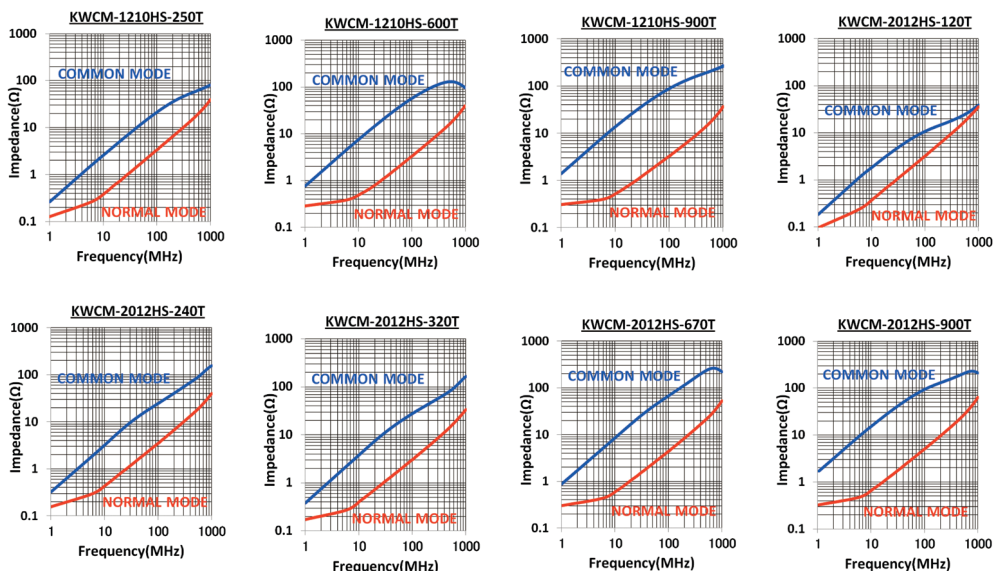 KWCM-1210HS-250T
1000
100
10
1
0.1
Impedance(Ω)
COMMON MODE
NORMAL MODE
1 10 100 1000
Frequency(MHz)
KWCM-1210HS-600T
1000
100
10
1
0.1
Impedance(Ω)
COMMON MODE
NORMAL MODE
1 10 100 1000
Frequency(MHz)
KWCM-1210HS-900T
1000
100
10
1
0.1
Impedance(Ω)
COMMON MODE
NORMAL MODE
1 10 100 1000
Frequency(MHz)
KWCM-2012HS-120T
1000
100
10
1
0.1
Impedance(Ω)
COMMON MODE
NORMAL MODE
1 10 100 1000
Frequency(MHz)
KWCM-2012HS-240T
1000
100
10
1
0.1
Impedance(Ω)
COMMON MODE
NORMAL MODE
1 10 100 1000
Frequency(MHz)
KWCM-2012HS-320T
1000
100
10
1
0.1
Impedance(Ω)
COMMON MODE
NORMAL MODE
1 10 100 1000
Frequency(MHz)
KWCM-2012HS-670T
1000
100
10
1
0.1
Impedance(Ω)
COMMON MODE
NORMAL MODE
1 10 100 1000
Frequency(MHz)
KWCM-2012HS-900T
1000
100
10
1
0.1
Impedance(Ω)
COMMON MODE
NORMAL MODE
1 10 100 1000
Frequency(MHz)